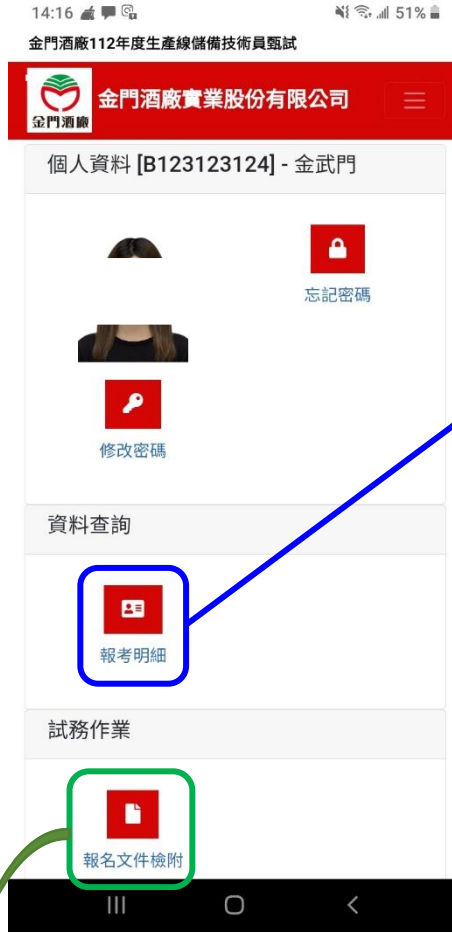 14:16 51%
金門酒廠112年度生產線儲備技術員甄試
金門酒廠 金門酒廠實業股份有限公司
個人資料 [B123123124] - 金武門
忘記密碼
修改密碼
資料查詢
報考明細
試務作業
報名文件檢附